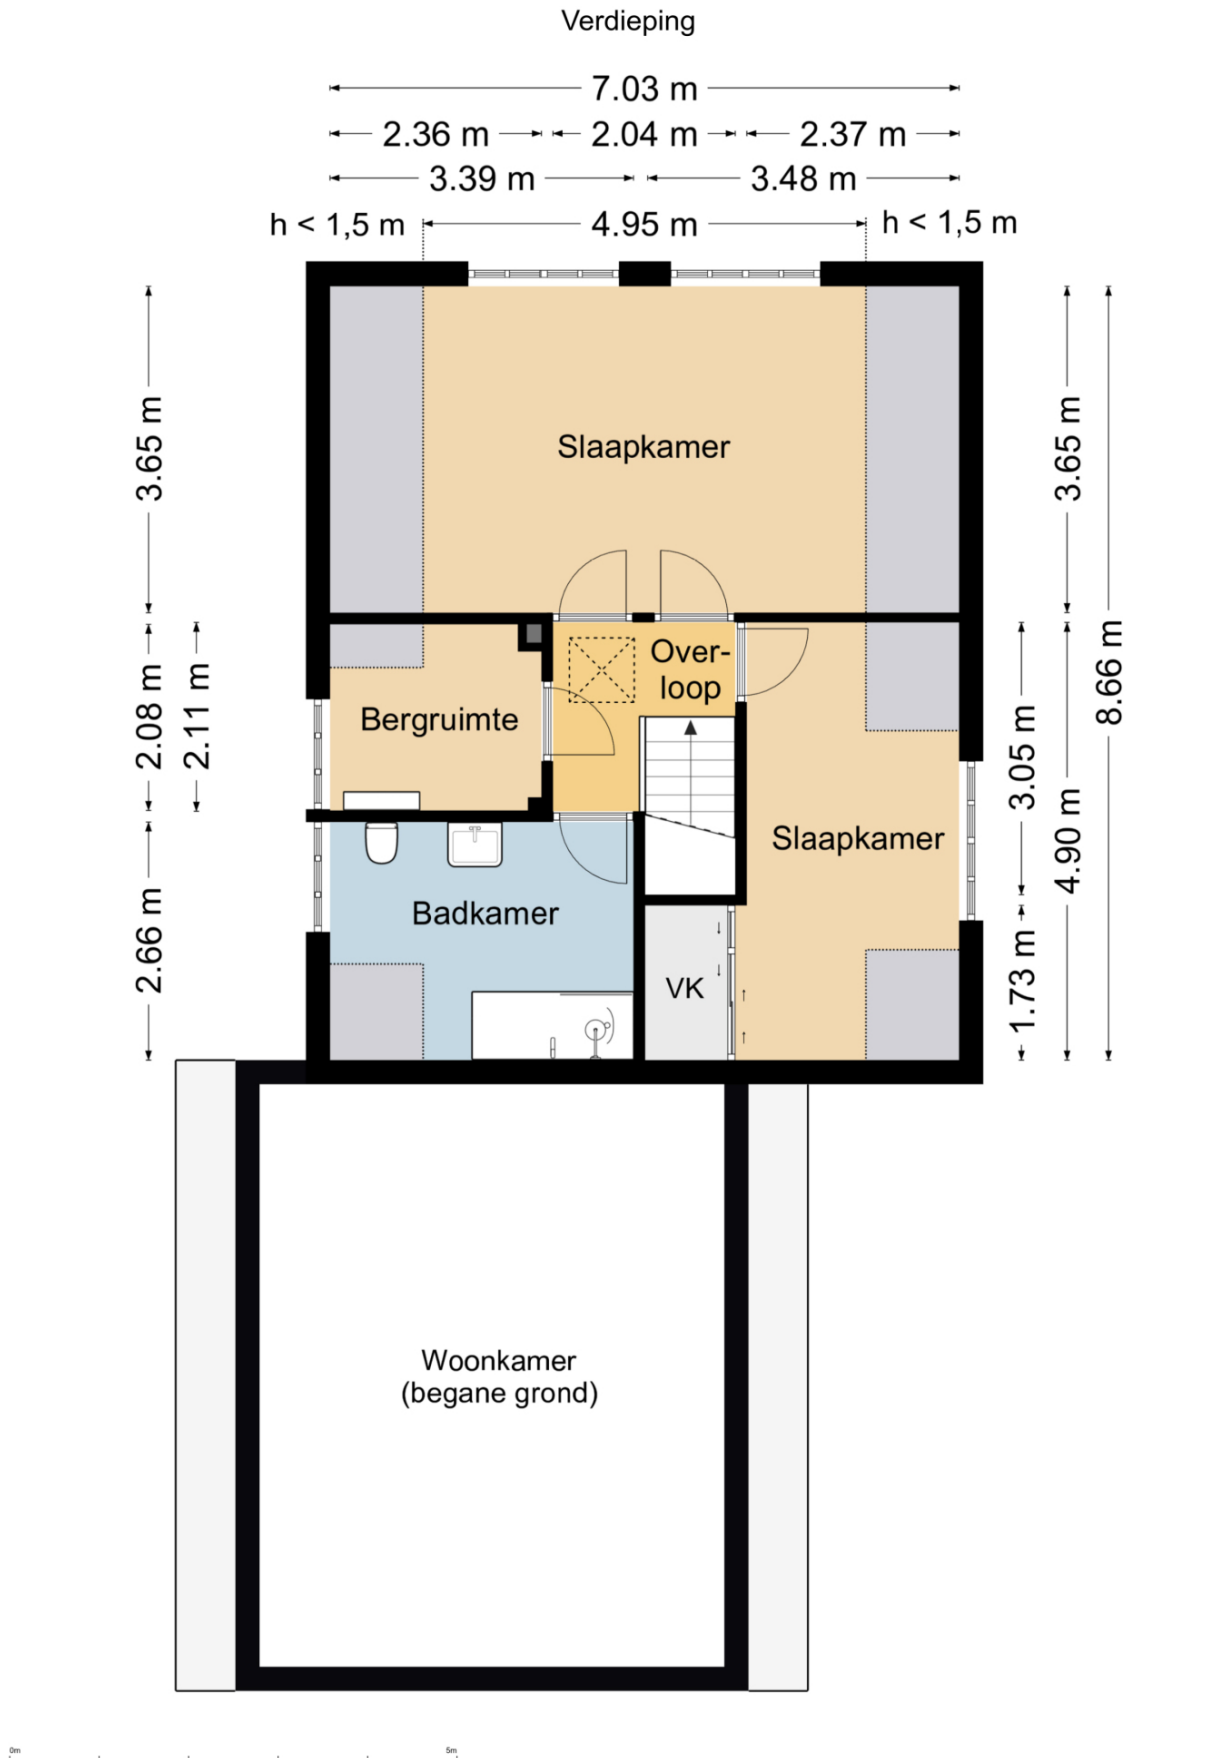 Verdieping
7.03 m
2.36 m
2.04 m
2.37 m
3.39 m
3.48 m
h < 1,5 m
4.95 m
h < 1,5 m
3.65 m
3.65 m
8.66 m
Slaapkamer
2.08 m
2.11 m
Over-
loop
Bergruimte
3.05 m
4.90 m
Slaapkamer
2.66 m
Badkamer
VK
1.73 m
Woonkamer
(begane grond)
0m
5m